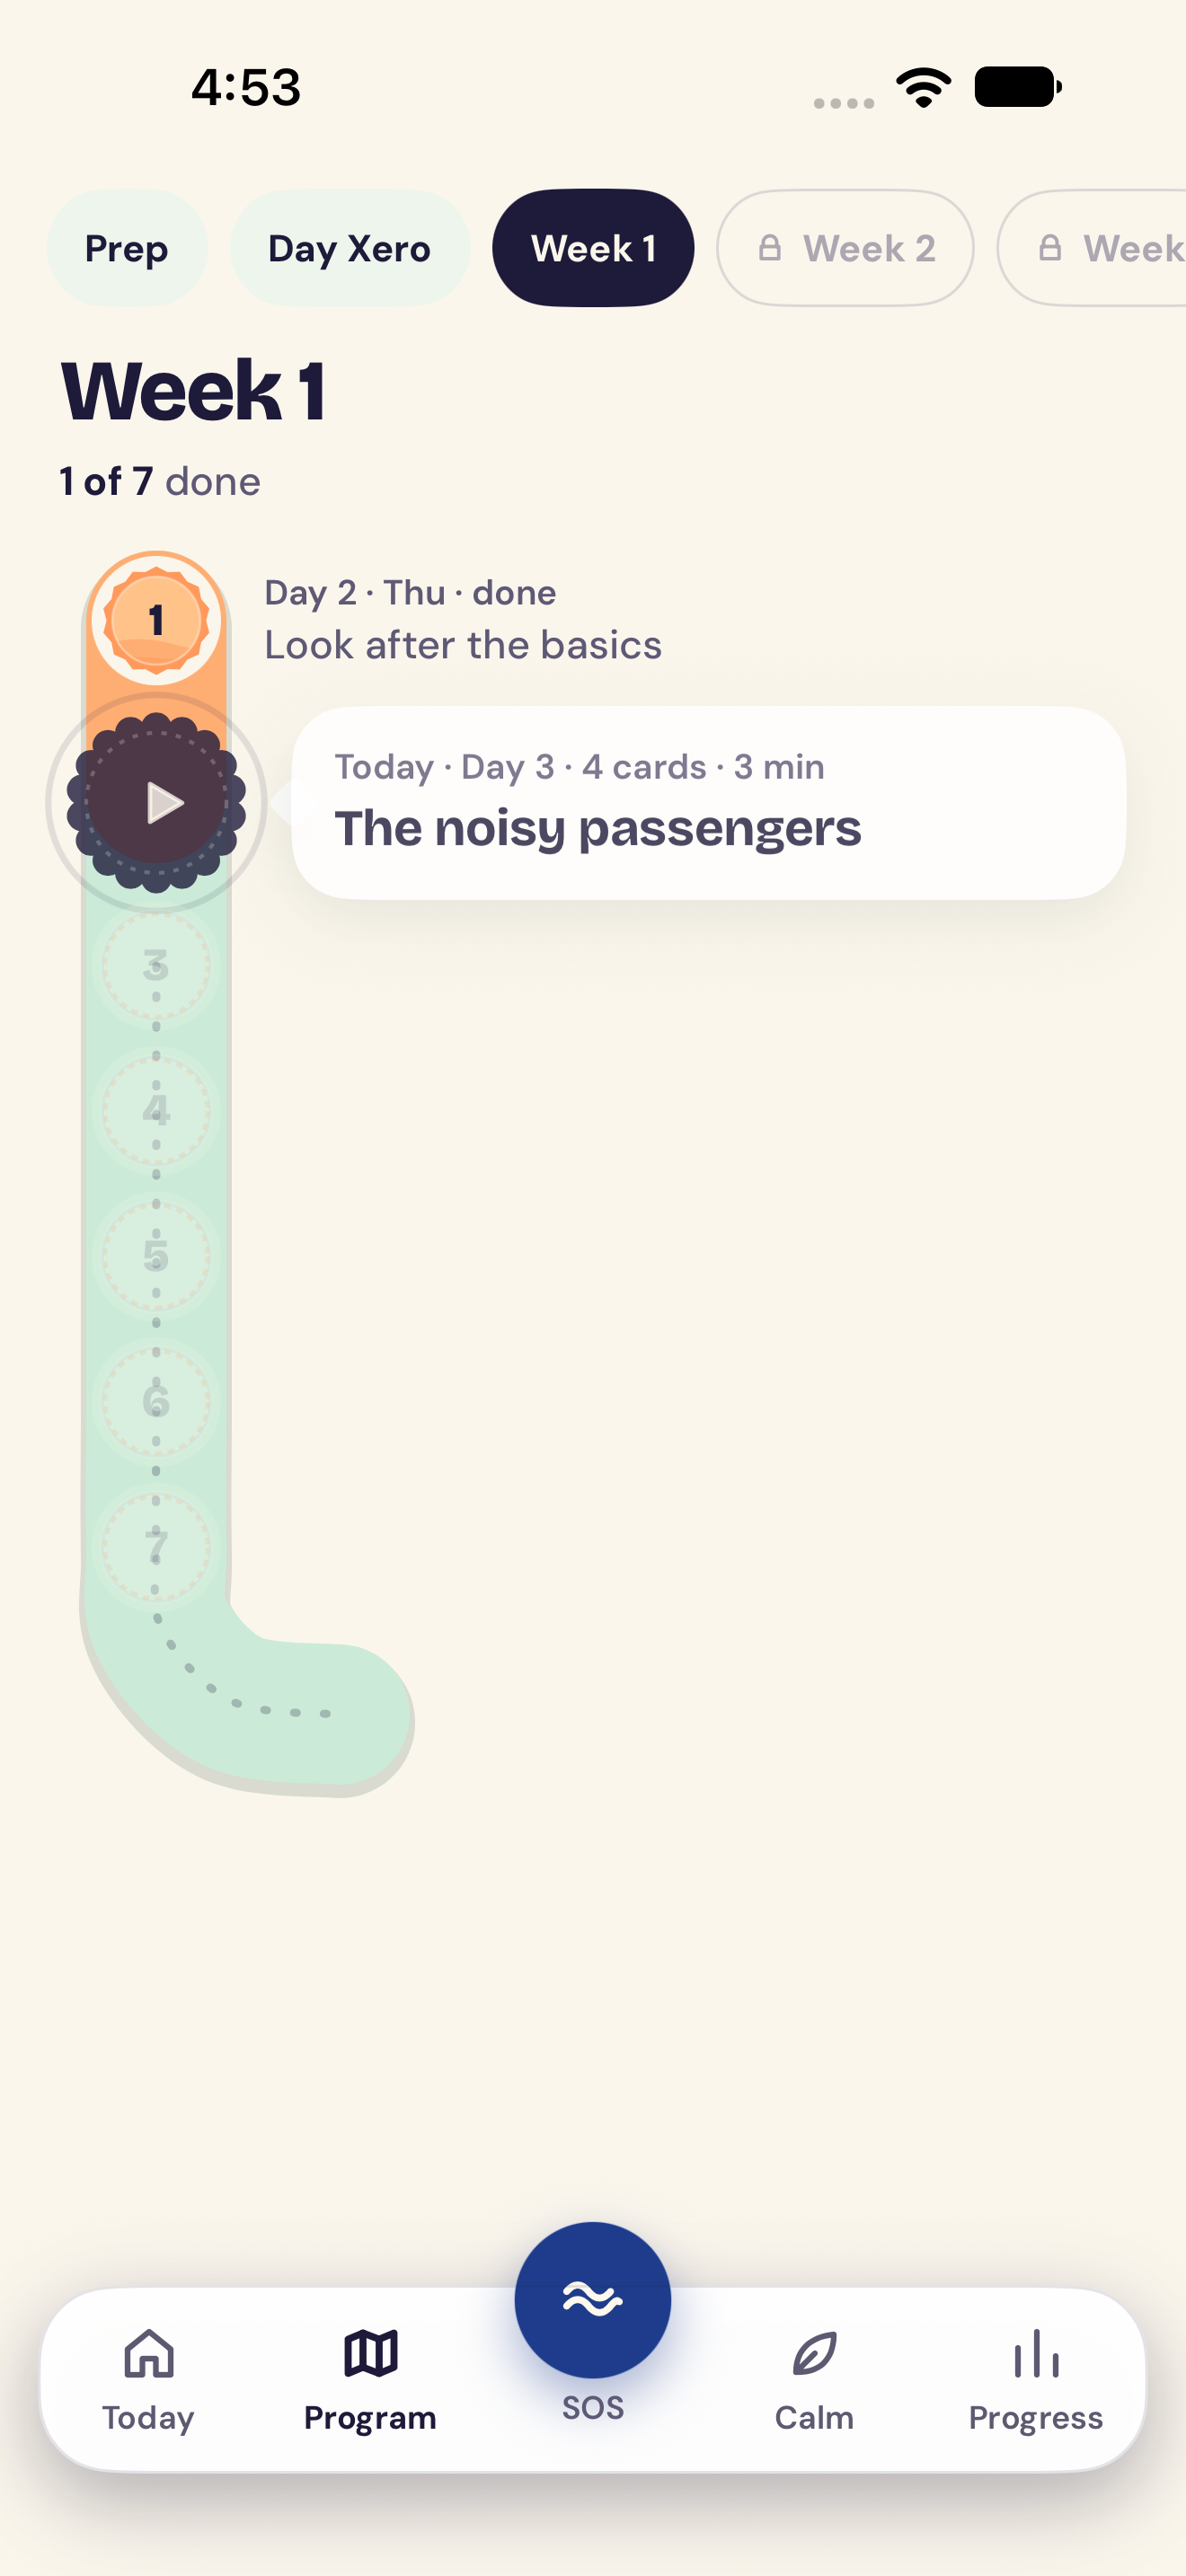 4:53
Prep
Day Xero
Week 1
Week 2
Week
Week 1
1 of 7 done
1
Day 2 · Thu · done
Look after the basics
Today · Day 3 · 4 cards · 3 min
The noisy passengers
3
4
5
6
7
Today
Program
SOS
Calm
Progress